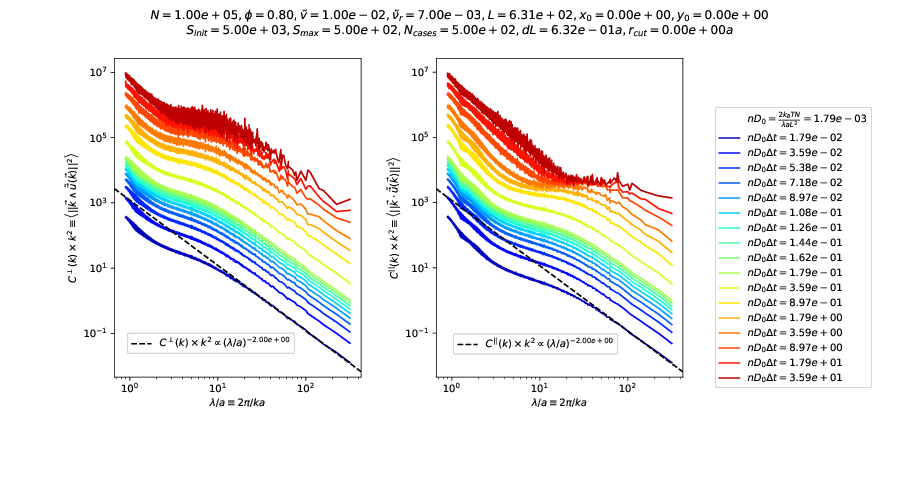 N = 1.00e + 05, ϕ = 0.80, ṽ = 1.00e − 02, ṽ_r = 7.00e − 03, L = 6.31e + 02, x_0 = 0.00e + 00, y_0 = 0.00e + 00
S_init = 5.00e + 03, S_max = 5.00e + 02, N_cases = 5.00e + 02, dL = 6.32e − 01a, r_cut = 0.00e + 00a
C^⊥(k) × k^2 ≡ ⟨||k⃗ ∧ ũ⃗(k⃗)||^2⟩
10^7
10^5
10^3
10^1
10^−1
10^0
10^1
10^2
λ/a ≡ 2π/ka
C^⊥(k) × k^2 ∝ (λ/a)^−2.00e+00
C^||(k) × k^2 ≡ ⟨||k⃗ · ũ⃗(k⃗)||^2⟩
10^7
10^5
10^3
10^1
10^−1
10^0
10^1
10^2
λ/a ≡ 2π/ka
C^||(k) × k^2 ∝ (λ/a)^−2.00e+00
nD_0 = 2k_BTN/λaL^2 = 1.79e − 03
nD_0Δt = 1.79e − 02
nD_0Δt = 3.59e − 02
nD_0Δt = 5.38e − 02
nD_0Δt = 7.18e − 02
nD_0Δt = 8.97e − 02
nD_0Δt = 1.08e − 01
nD_0Δt = 1.26e − 01
nD_0Δt = 1.44e − 01
nD_0Δt = 1.62e − 01
nD_0Δt = 1.79e − 01
nD_0Δt = 3.59e − 01
nD_0Δt = 8.97e − 01
nD_0Δt = 1.79e + 00
nD_0Δt = 3.59e + 00
nD_0Δt = 8.97e + 00
nD_0Δt = 1.79e + 01
nD_0Δt = 3.59e + 01